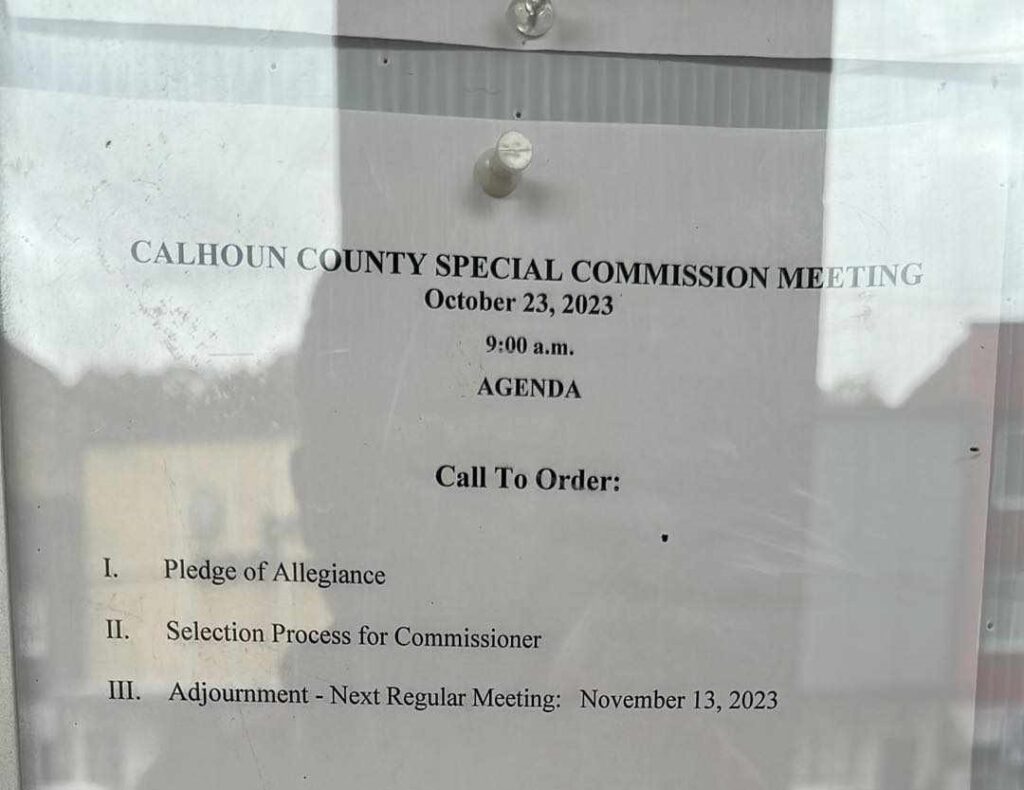 CALHOUN COUNTY SPECIAL COMMISSION MEETING
October 23, 2023
9:00 a.m.
AGENDA
Call To Order:
I. Pledge of Allegiance
II. Selection Process for Commissioner
III. Adjournment - Next Regular Meeting: November 13, 2023